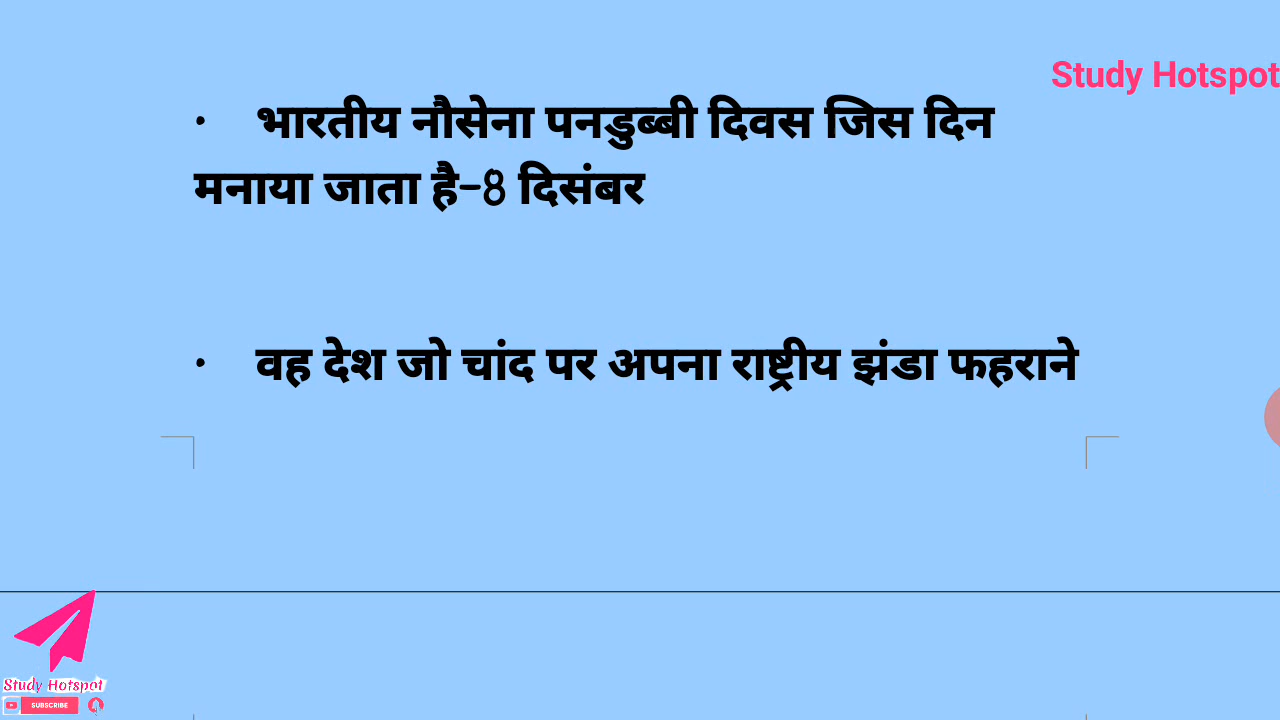 Study Hotspot
• भारतीय नौसेना पनडुब्बी दिवस जिस दिन
मनाया जाता है-8 दिसंबर
• वह देश जो चांद पर अपना राष्ट्रीय झंडा फहराने
Study Hotspot
SUBSCRIBE